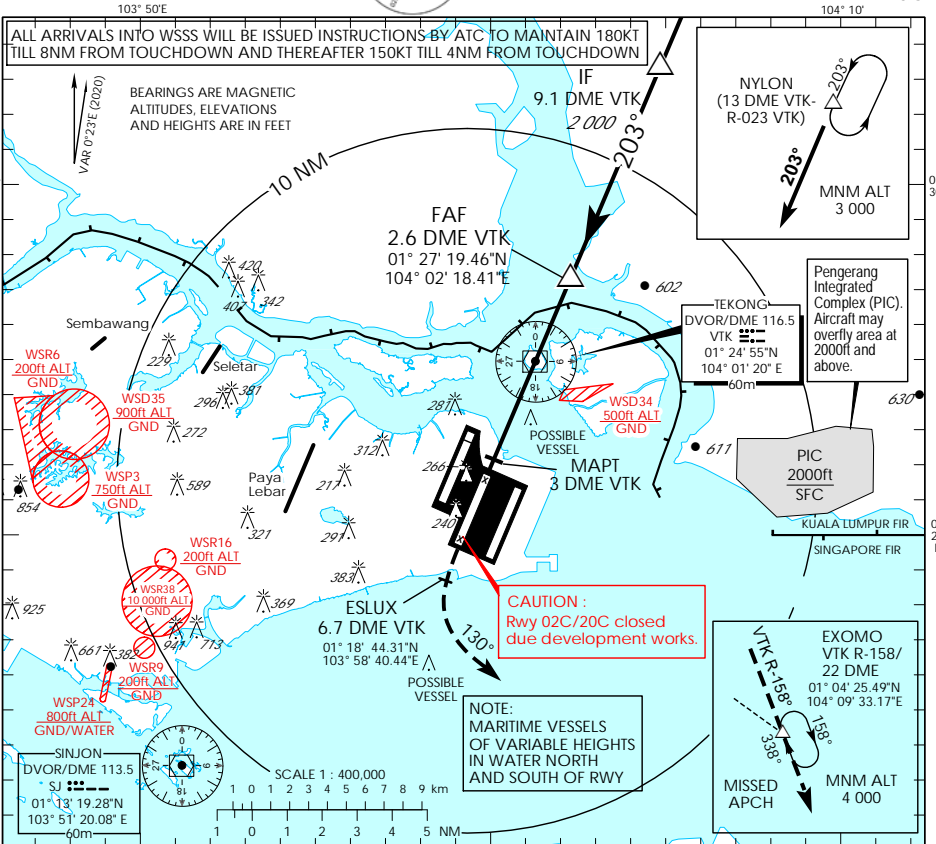 103° 50'E
104° 10'
ALL ARRIVALS INTO WSSS WILL BE ISSUED INSTRUCTIONS BY ATC TO MAINTAIN 180KT
TILL 8NM FROM TOUCHDOWN AND THEREAFTER 150KT TILL 4NM FROM TOUCHDOWN
VAR 0°23'E (2020)
BEARINGS ARE MAGNETIC
ALTITUDES, ELEVATIONS
AND HEIGHTS ARE IN FEET
IF
9.1 DME VTK
2 000
203°
NYLON
(13 DME VTK-
R-023 VTK)
203°
203°
MNM ALT
3 000
10 NM
FAF
2.6 DME VTK
01° 27' 19.46"N
104° 02' 18.41"E
420
407
342
602
Pengerang
Integrated
Complex (PIC).
Aircraft may
overfly area at
2000ft and
above.
TEKONG
DVOR/DME 116.5
VTK
01° 24' 55"N
104° 01' 20" E
60m
Sembawang
229
Seletar
WSR6
200ft ALT
GND
WSD35
900ft ALT
GND
296
381
272
0
9
18
27
WSD34
500ft ALT
GND
630
281
POSSIBLE
VESSEL
611
PIC
2000ft
SFC
312
266
MAPT
3 DME VTK
WSP3
750ft ALT
GND
589
854
Paya
Lebar
217
240
321
291
KUALA LUMPUR FIR
SINGAPORE FIR
WSR16
200ft ALT
GND
WSR38
10 000ft ALT
GND
383
369
925
ESLUX
6.7 DME VTK
01° 18' 44.31"N
103° 58' 40.44"E
130°
CAUTION :
Rwy 02C/20C closed
due development works.
661
382
941
713
WSR9
200ft ALT
GND
POSSIBLE
VESSEL
WSP24
800ft ALT
GND/WATER
NOTE:
MARITIME VESSELS
OF VARIABLE HEIGHTS
IN WATER NORTH
AND SOUTH OF RWY
VTK R-158°
EXOMO
VTK R-158/
22 DME
01° 04' 25.49"N
104° 09' 33.17"E
158°
338°
MISSED
APCH
MNM ALT
4 000
SINJON
DVOR/DME 113.5
SJ
01° 13' 19.28"N
103° 51' 20.08" E
60m
0
9
18
27
SCALE 1 : 400,000
1 0 1 2 3 4 5 6 7 8 9 km
1 0 1 2 3 4 5 NM